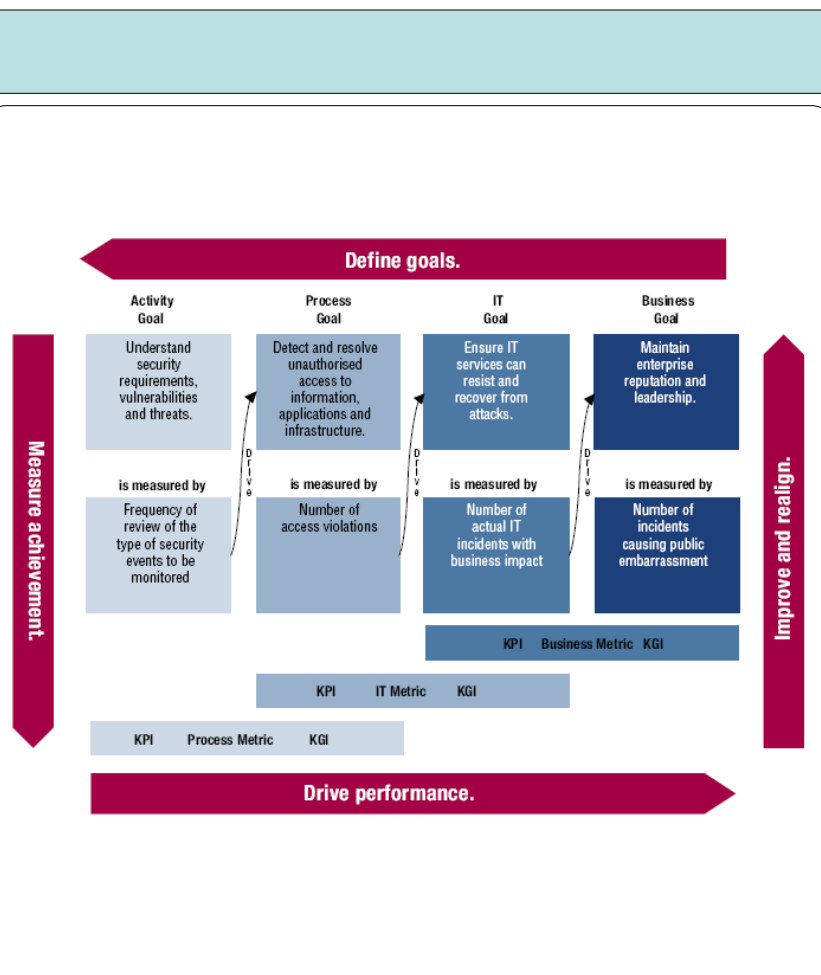 Define goals.
Activity
Goal
Process
Goal
IT
Goal
Business
Goal
Understand
security
requirements,
vulnerabilities
and threats.
Detect and resolve
unauthorised
access to
information,
applications and
infrastructure.
Ensure IT
services can
resist and
recover from
attacks.
Maintain
enterprise
reputation and
leadership.
Drive
Drive
Drive
is measured by
is measured by
is measured by
is measured by
Frequency of
review of the
type of security
events to be
monitored
Number of
access violations
Number of
actual IT
incidents with
business impact
Number of
incidents
causing public
embarrassment
Measure achievement.
Improve and realign.
KPI Business Metric KGI
KPI IT Metric KGI
KPI Process Metric KGI
Drive performance.